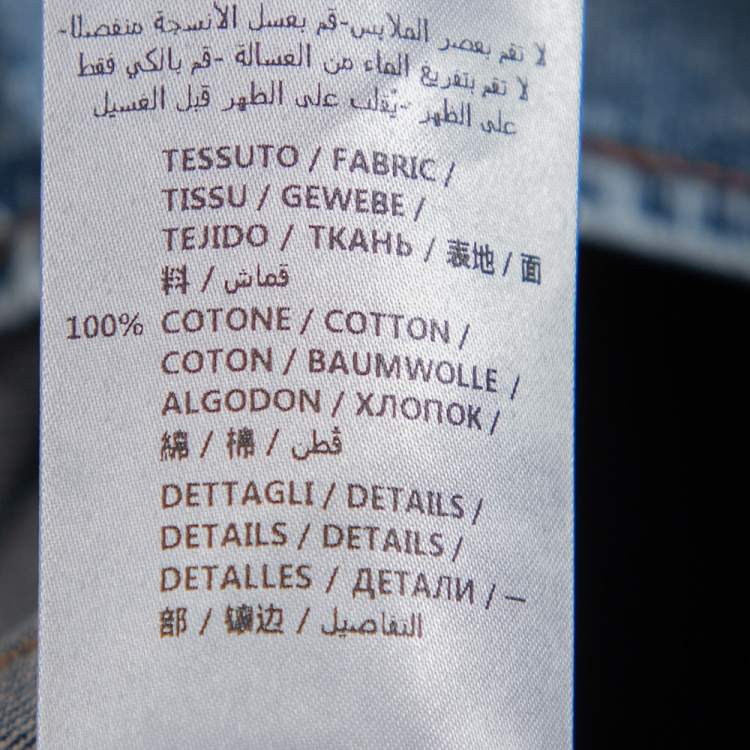 لا تقم بعصر الملابس-قم بغسل الأنسجة منفصلا-
لا تقم بتفريغ الماء من الغسالة -قم بالكي فقط
على الظهر -يُقلب على الظهر قبل الغسيل
TESSUTO / FABRIC /
TISSU / GEWEBE /
TEJIDO / ТКАНЬ / 表地 / 面
料 / قماش
100% COTONE / COTTON /
COTON / BAUMWOLLE /
ALGODON / ХЛОПОК /
綿 / 棉 / قطن
DETTAGLI / DETAILS /
DETAILS / DETAILS /
DETALLES / ДЕТАЛИ / 一
部 / 镶边 / التفاصيل